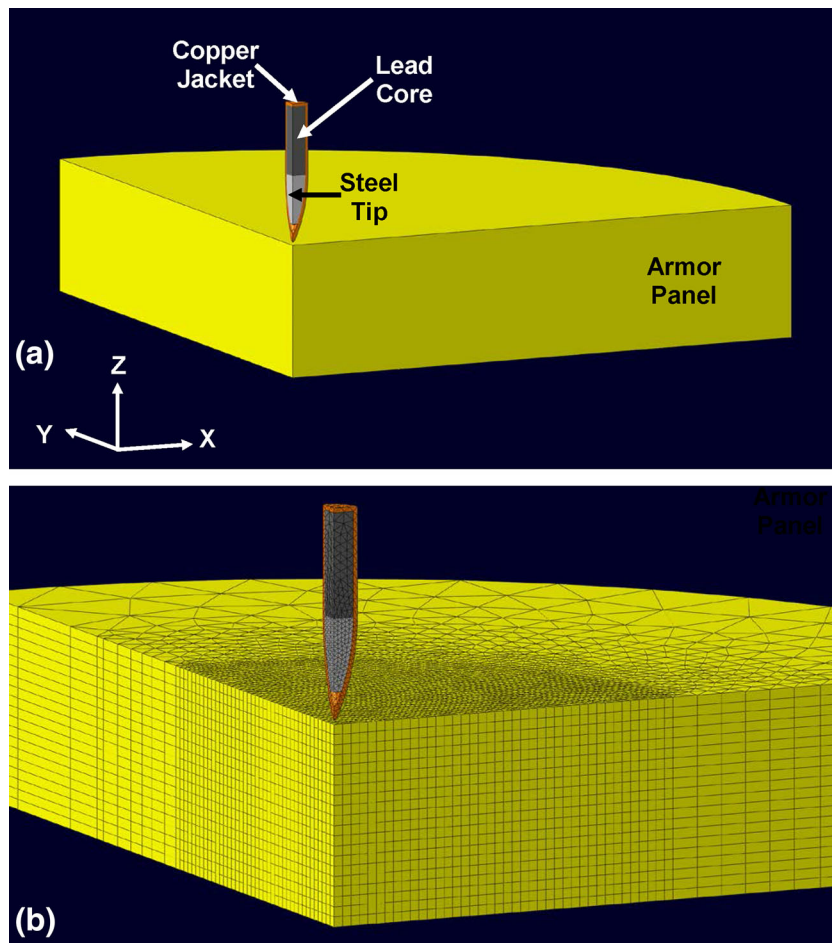 Copper
Jacket
Lead
Core
Steel
Tip
Armor
Panel
(a)
Z
Y
X
Armor
Panel
(b)